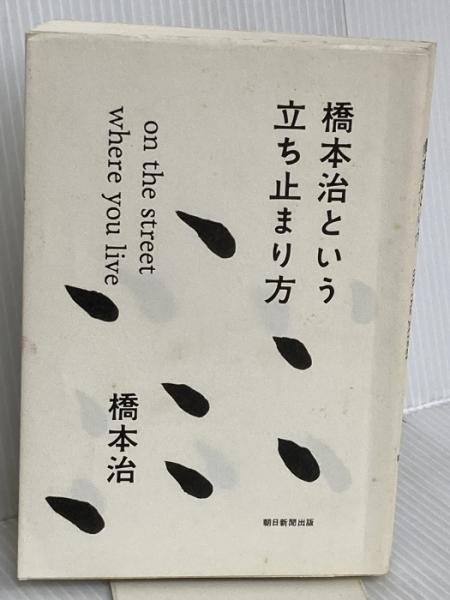 橋本治という
立ち止まり方
on the street
where you live
橋本治
朝日新聞出版